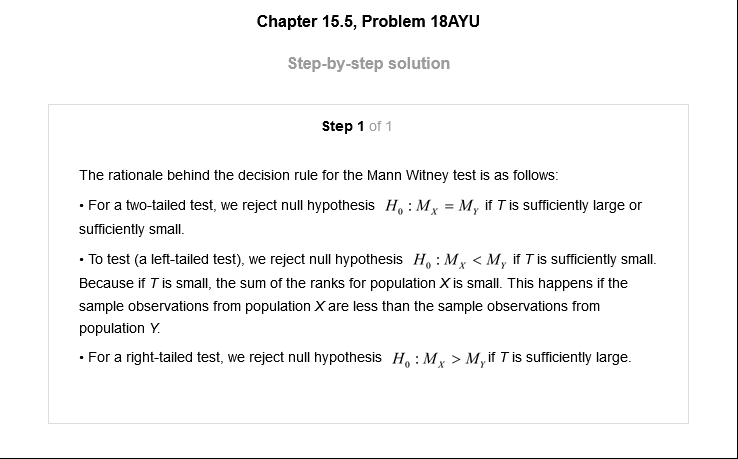 Chapter 15.5, Problem 18AYU
Step-by-step solution
Step 1 of 1
The rationale behind the decision rule for the Mann Witney test is as follows:
• For a two-tailed test, we reject null hypothesis H₀ : M_X = M_Y if T is sufficiently large or
sufficiently small.
• To test (a left-tailed test), we reject null hypothesis H₀ : M_X < M_Y if T is sufficiently small.
Because if T is small, the sum of the ranks for population X is small. This happens if the
sample observations from population X are less than the sample observations from
population Y.
• For a right-tailed test, we reject null hypothesis H₀ : M_X > M_Y if T is sufficiently large.